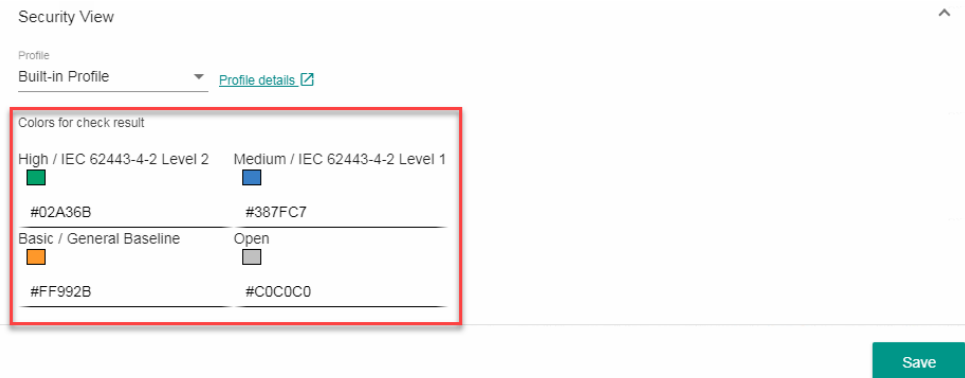 Security View
Profile
Built-in Profile
Profile details
Colors for check result
High / IEC 62443-4-2 Level 2
Medium / IEC 62443-4-2 Level 1
#02A36B
#387FC7
Basic / General Baseline
Open
#FF992B
#C0C0C0
Save